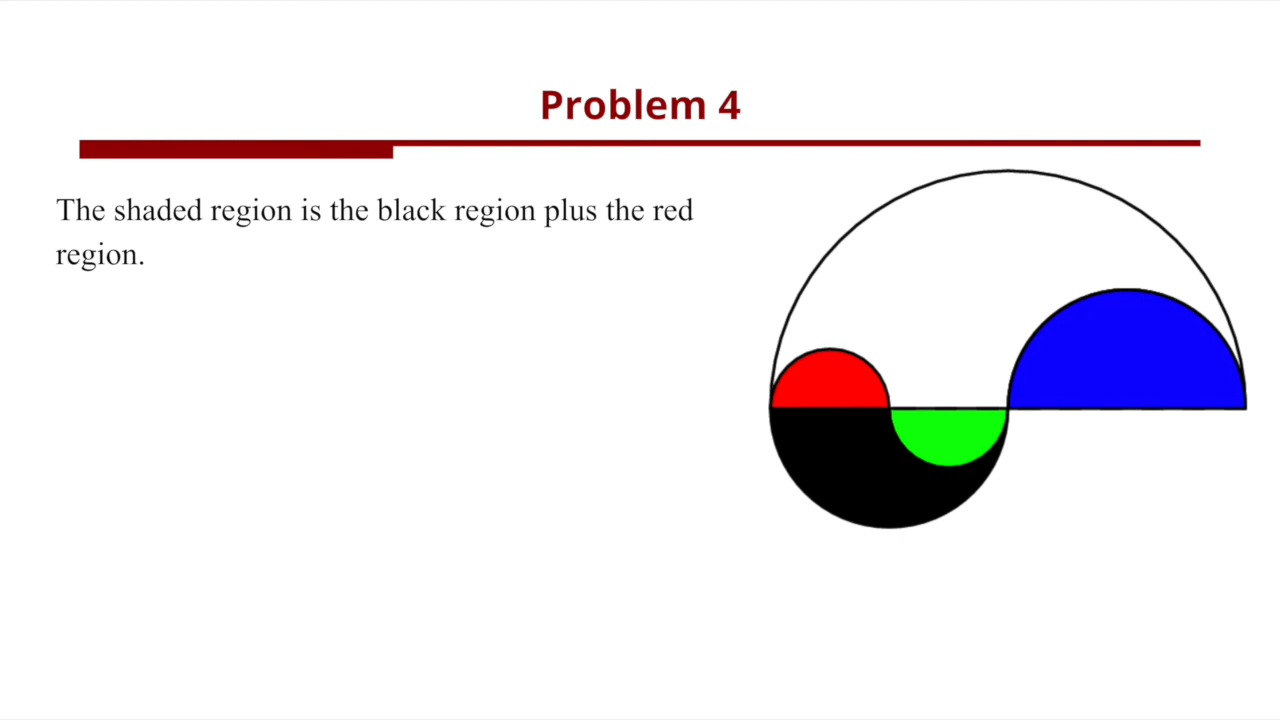 Problem 4
The shaded region is the black region plus the red
region.